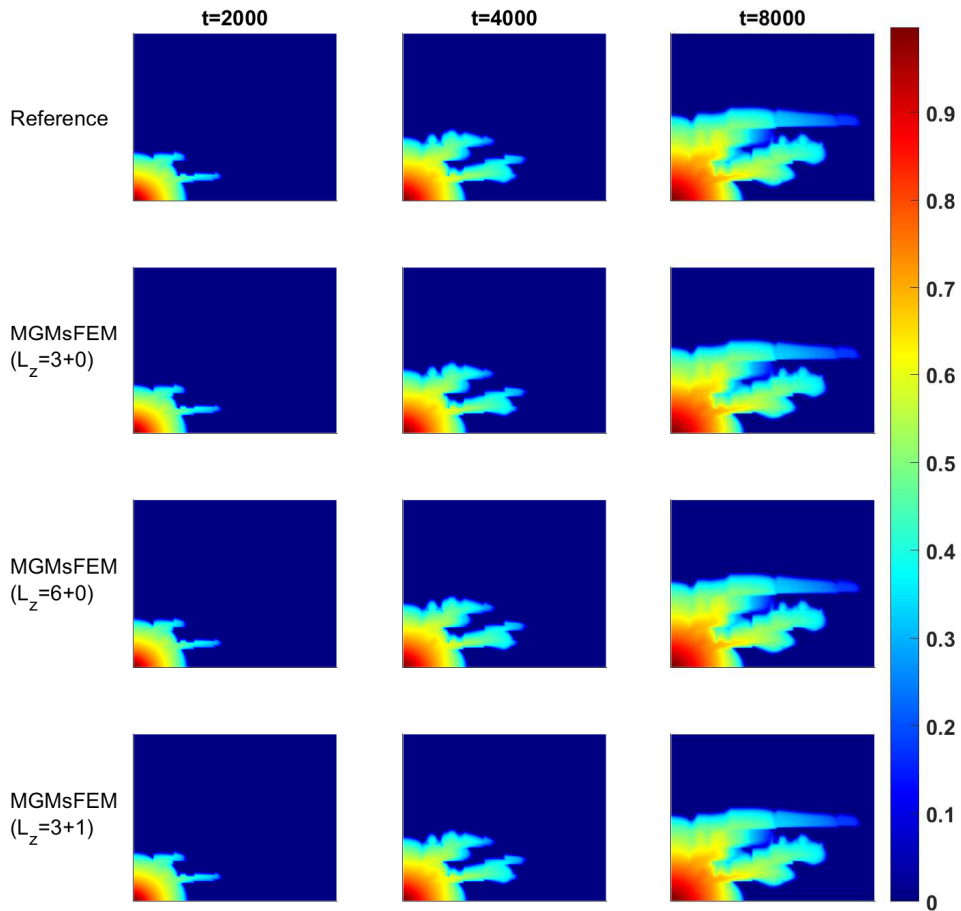 t=2000 t=4000 t=8000
Reference
MGMsFEM
(L_z=3+0)
MGMsFEM
(L_z=6+0)
MGMsFEM
(L_z=3+1)
0.9
0.8
0.7
0.6
0.5
0.4
0.3
0.2
0.1
0